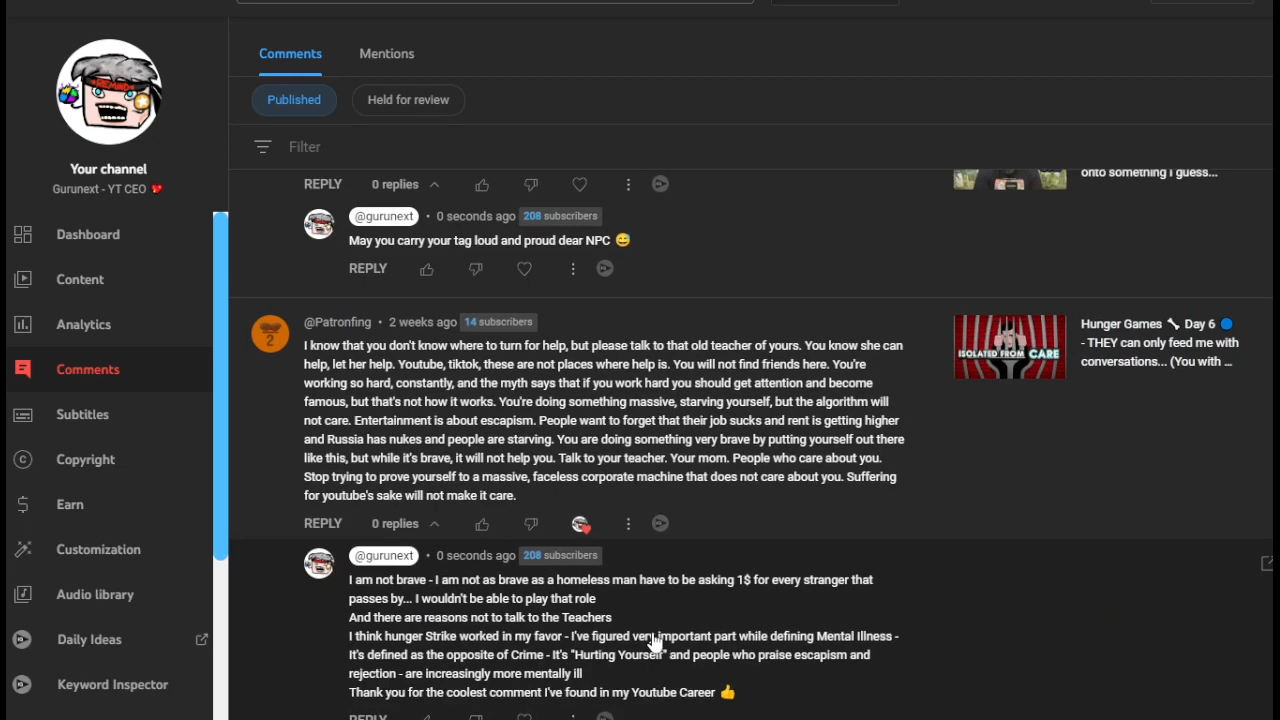 Comments
Mentions
Published
Held for review
Filter
REMIND
Your channel
Gurunext - YT CEO ❤️
Dashboard
Content
Analytics
Comments
Subtitles
Copyright
Earn
Customization
Audio library
Daily Ideas
Keyword Inspector
REPLY 0 replies
onto something I guess...
@gurunext • 0 seconds ago 208 subscribers
May you carry your tag loud and proud dear NPC 😅
REPLY
2
@Patronfing • 2 weeks ago 14 subscribers
I know that you don't know where to turn for help, but please talk to that old teacher of yours. You know she can
help, let her help. Youtube, tiktok, these are not places where help is. You will not find friends here. You're
working so hard, constantly, and the myth says that if you work hard you should get attention and become
famous, but that's not how it works. You're doing something massive, starving yourself, but the algorithm will
not care. Entertainment is about escapism. People want to forget that their job sucks and rent is getting higher
and Russia has nukes and people are starving. You are doing something very brave by putting yourself out there
like this, but while it's brave, it will not help you. Talk to your teacher. Your mom. People who care about you.
Stop trying to prove yourself to a massive, faceless corporate machine that does not care about you. Suffering
for youtube's sake will not make it care.
ISOLATED FROM CARE
Hunger Games 🦴 Day 6 🔵
- THEY can only feed me with
conversations... (You with ...
REPLY 0 replies
@gurunext • 0 seconds ago 208 subscribers
I am not brave - I am not as brave as a homeless man have to be asking 1$ for every stranger that
passes by... I wouldn't be able to play that role
And there are reasons not to talk to the Teachers
I think hunger Strike worked in my favor - I've figured very important part while defining Mental Illness -
It's defined as the opposite of Crime - It's "Hurting Yourself" and people who praise escapism and
rejection - are increasingly more mentally ill
Thank you for the coolest comment I've found in my Youtube Career 👍
REPLY